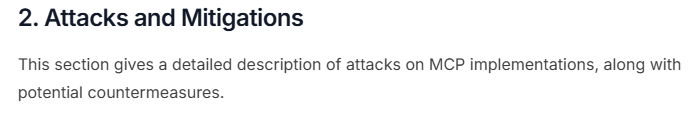 2. Attacks and Mitigations
This section gives a detailed description of attacks on MCP implementations, along with
potential countermeasures.